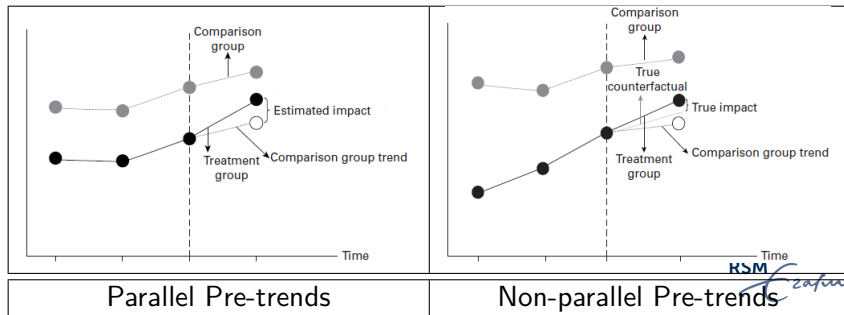 Comparison
group
Estimated impact
Treatment
group
Comparison group trend
Time
Comparison
group
True
counterfactual
True impact
Treatment
group
Comparison group trend
Time
RSM
Erasmus
Parallel Pre-trends
Non-parallel Pre-trends